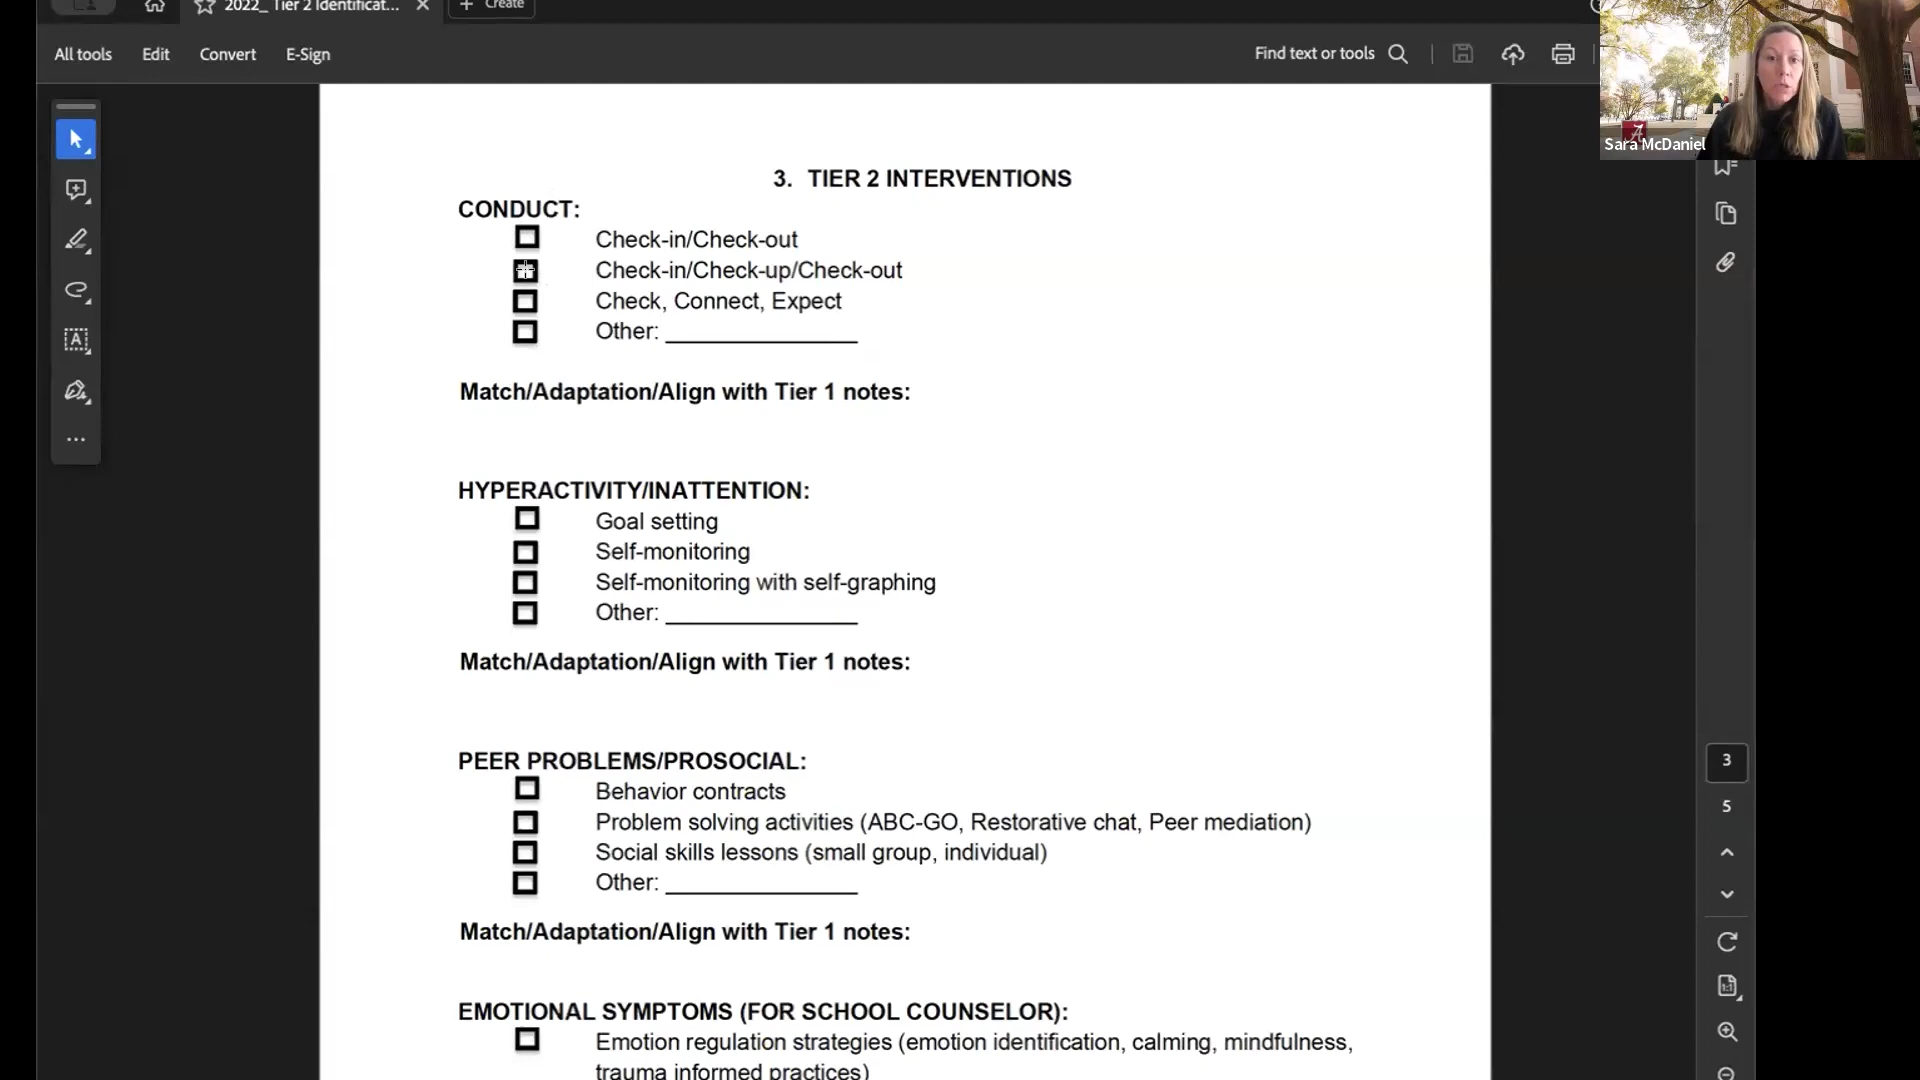 2022_ Tier 2 Identificat...
Create
All tools
Edit
Convert
E-Sign
Find text or tools
Sara McDaniel
3. TIER 2 INTERVENTIONS
CONDUCT:
Check-in/Check-out
Check-in/Check-up/Check-out
Check, Connect, Expect
Other: ________________
Match/Adaptation/Align with Tier 1 notes:
HYPERACTIVITY/INATTENTION:
Goal setting
Self-monitoring
Self-monitoring with self-graphing
Other: ________________
Match/Adaptation/Align with Tier 1 notes:
PEER PROBLEMS/PROSOCIAL:
Behavior contracts
Problem solving activities (ABC-GO, Restorative chat, Peer mediation)
Social skills lessons (small group, individual)
Other: ________________
Match/Adaptation/Align with Tier 1 notes:
EMOTIONAL SYMPTOMS (FOR SCHOOL COUNSELOR):
Emotion regulation strategies (emotion identification, calming, mindfulness,
trauma informed practices)
3
5